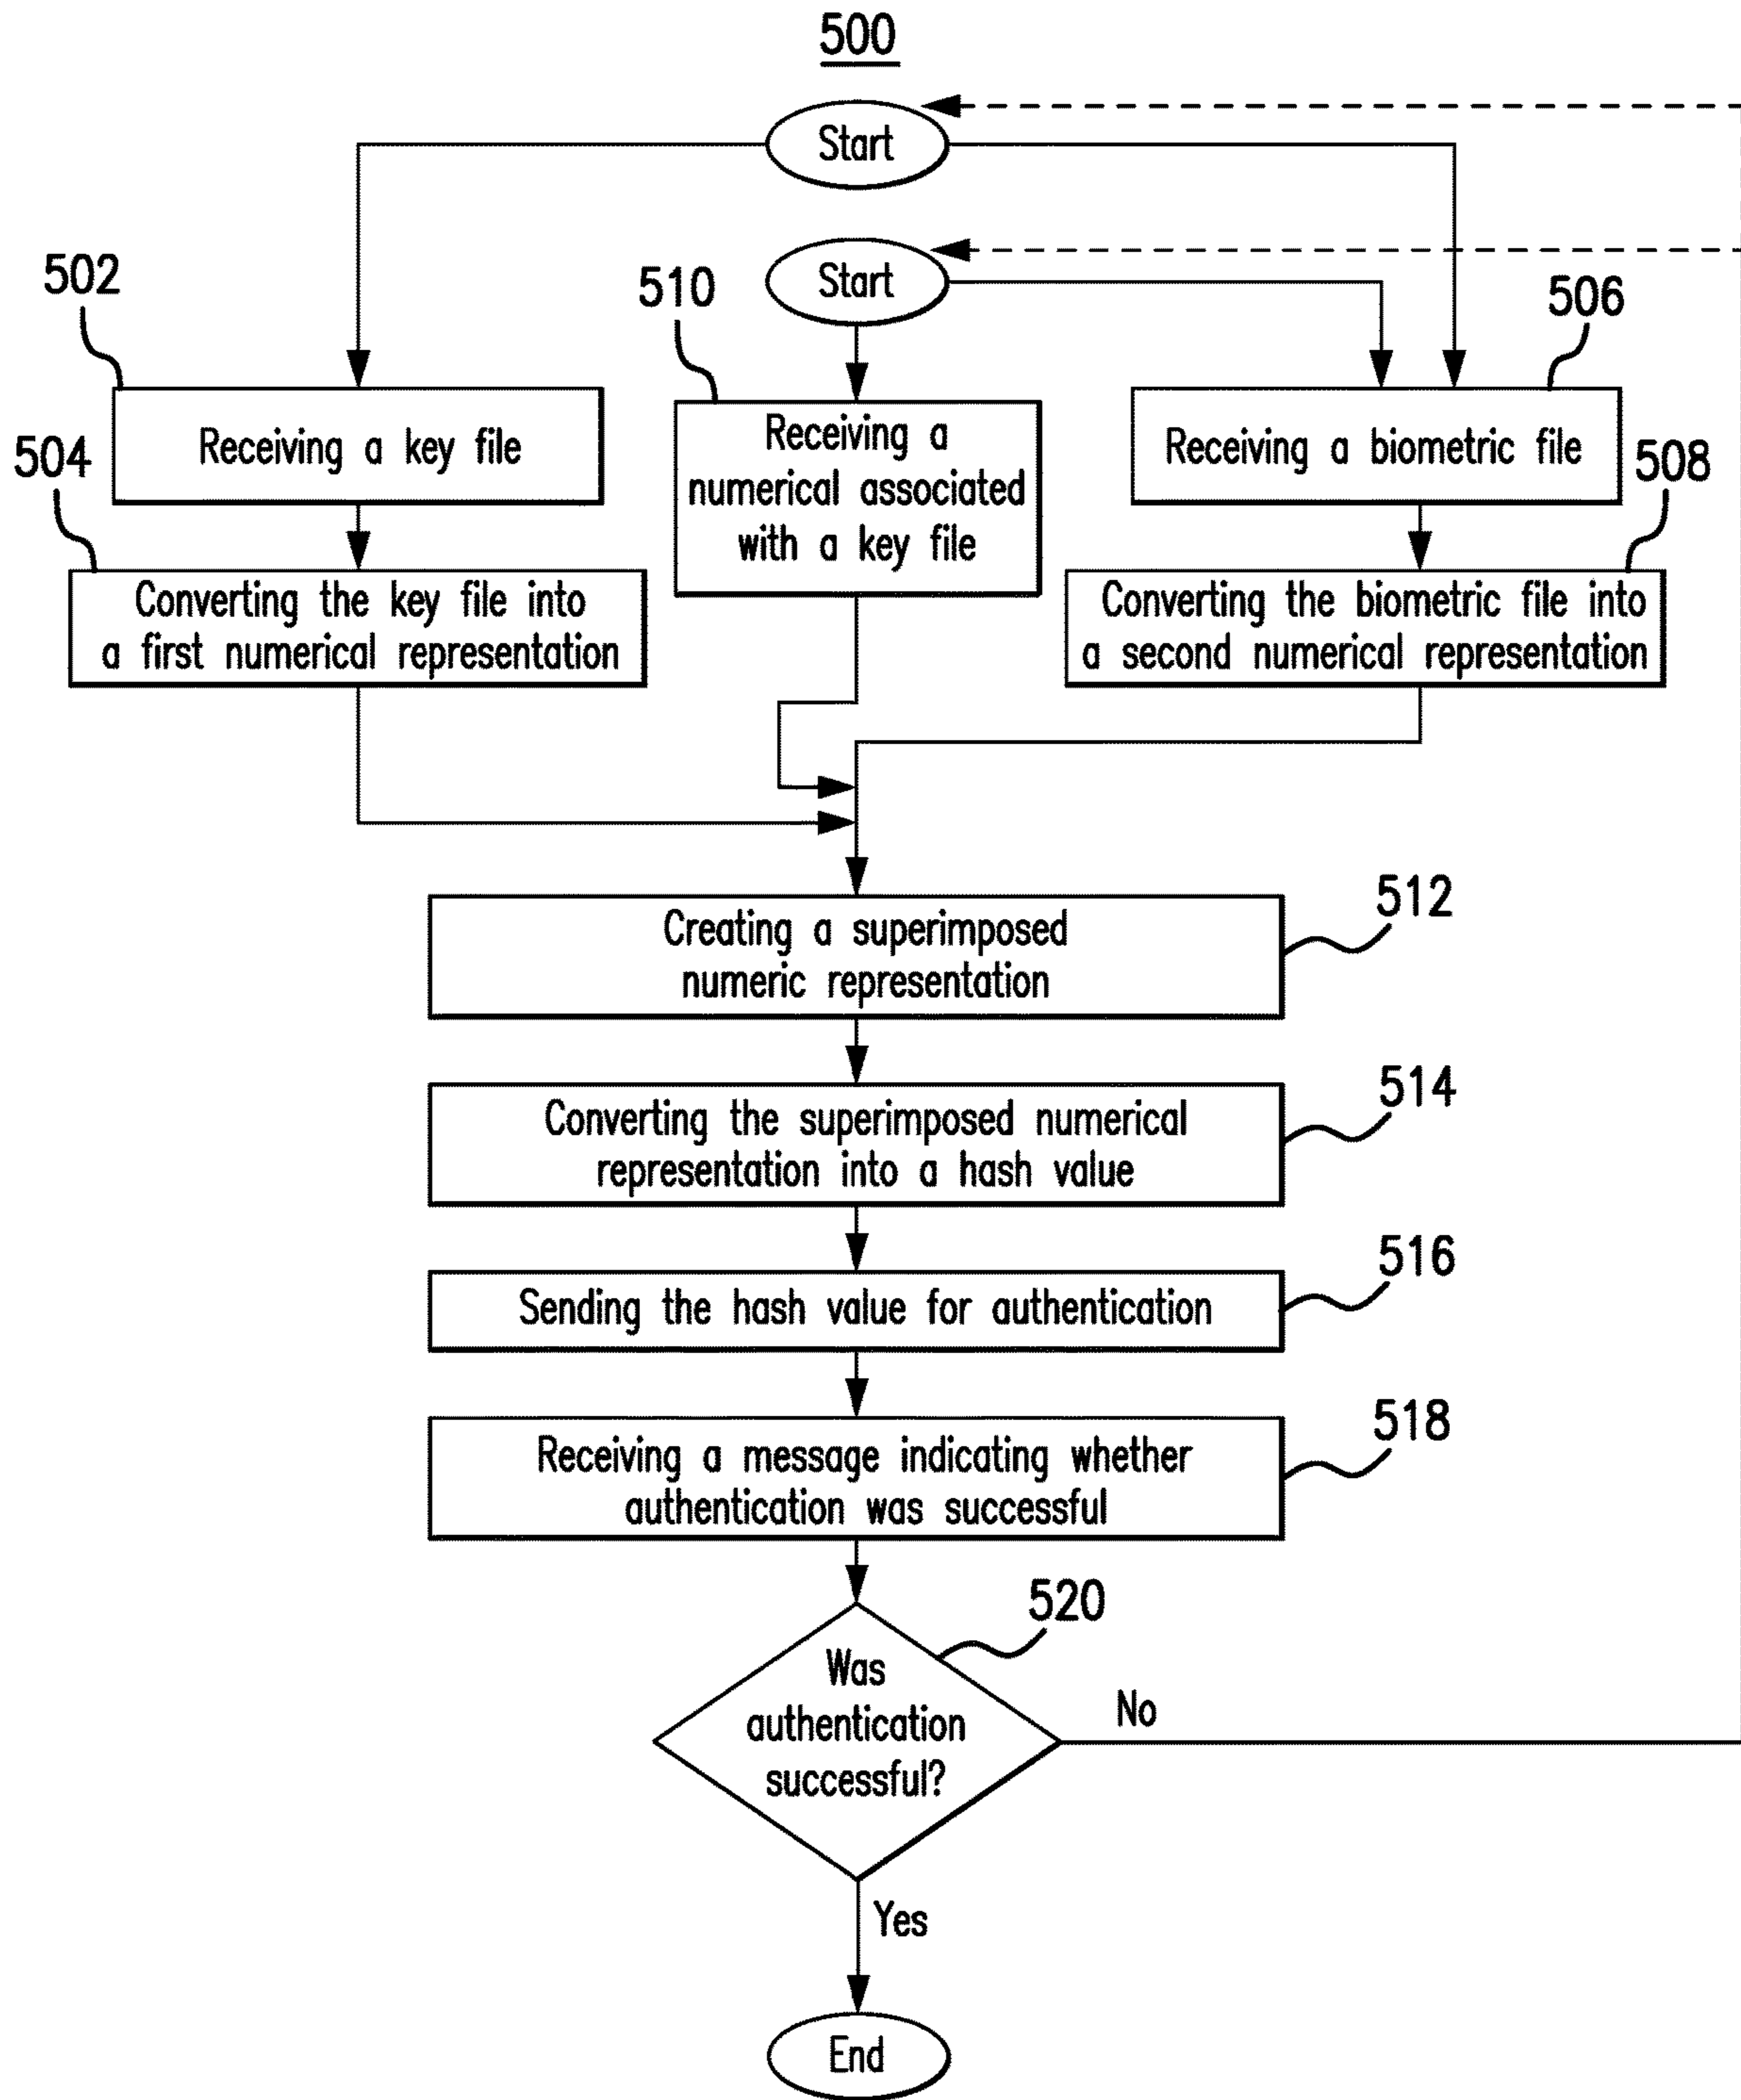 500
Start
Start
502
510
506
Receiving a key file
Receiving a
numerical associated
with a key file
Receiving a biometric file
504
508
Converting the key file into
a first numerical representation
Converting the biometric file into
a second numerical representation
Creating a superimposed
numeric representation
512
Converting the superimposed numerical
representation into a hash value
514
Sending the hash value for authentication
516
Receiving a message indicating whether
authentication was successful
518
520
Was
authentication
successful?
No
Yes
End